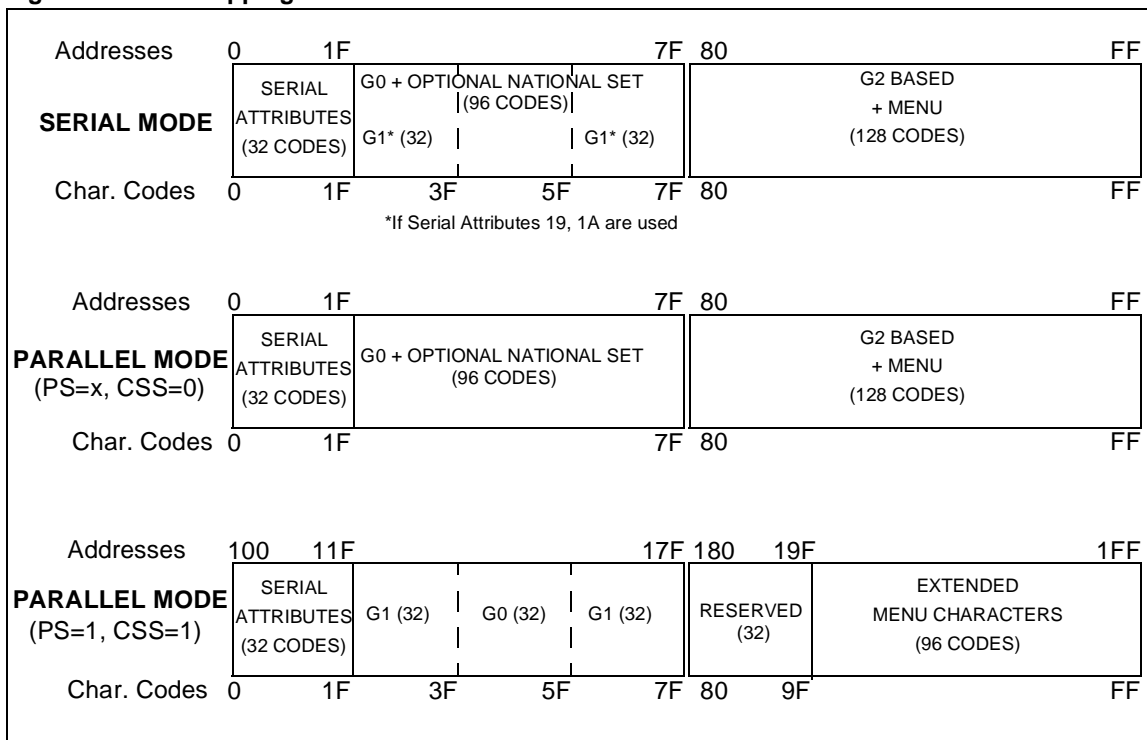 Addresses 0 1F 7F 80 FF
SERIAL MODE
SERIAL
ATTRIBUTES
(32 CODES)
G0 + OPTIONAL NATIONAL SET
(96 CODES)
G1* (32)
G1* (32)
G2 BASED
+ MENU
(128 CODES)
Char. Codes 0 1F 3F 5F 7F 80 FF
*If Serial Attributes 19, 1A are used
Addresses 0 1F 7F 80 FF
PARALLEL MODE
(PS=x, CSS=0)
SERIAL
ATTRIBUTES
(32 CODES)
G0 + OPTIONAL NATIONAL SET
(96 CODES)
G2 BASED
+ MENU
(128 CODES)
Char. Codes 0 1F 7F 80 FF
Addresses 100 11F 17F 180 19F 1FF
PARALLEL MODE
(PS=1, CSS=1)
SERIAL
ATTRIBUTES
(32 CODES)
G1 (32)
G0 (32)
G1 (32)
RESERVED
(32)
EXTENDED
MENU CHARACTERS
(96 CODES)
Char. Codes 0 1F 3F 5F 7F 80 9F FF